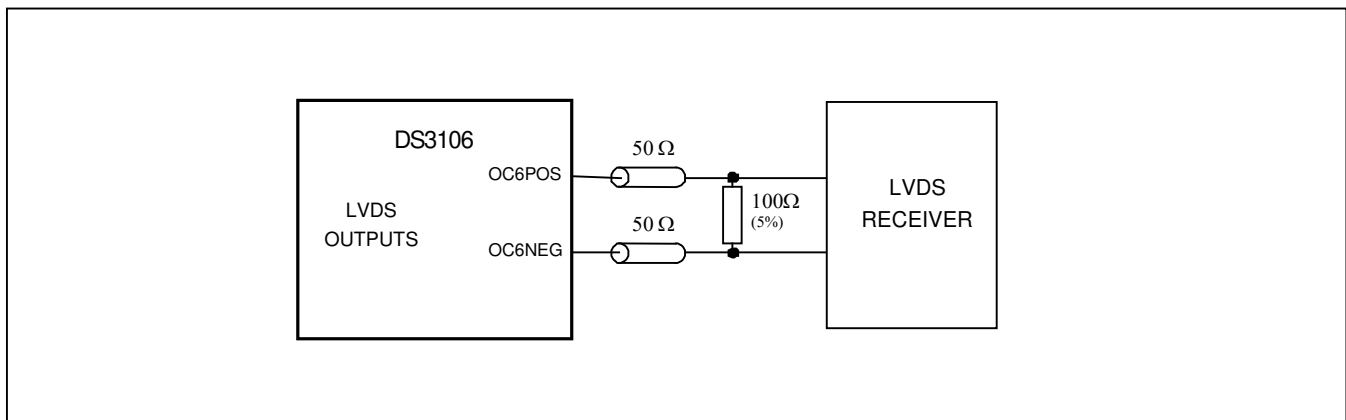 DS3106
OC6POS
LVDS
OUTPUTS
OC6NEG
50 Ω
50 Ω
100Ω
(5%)
LVDS
RECEIVER